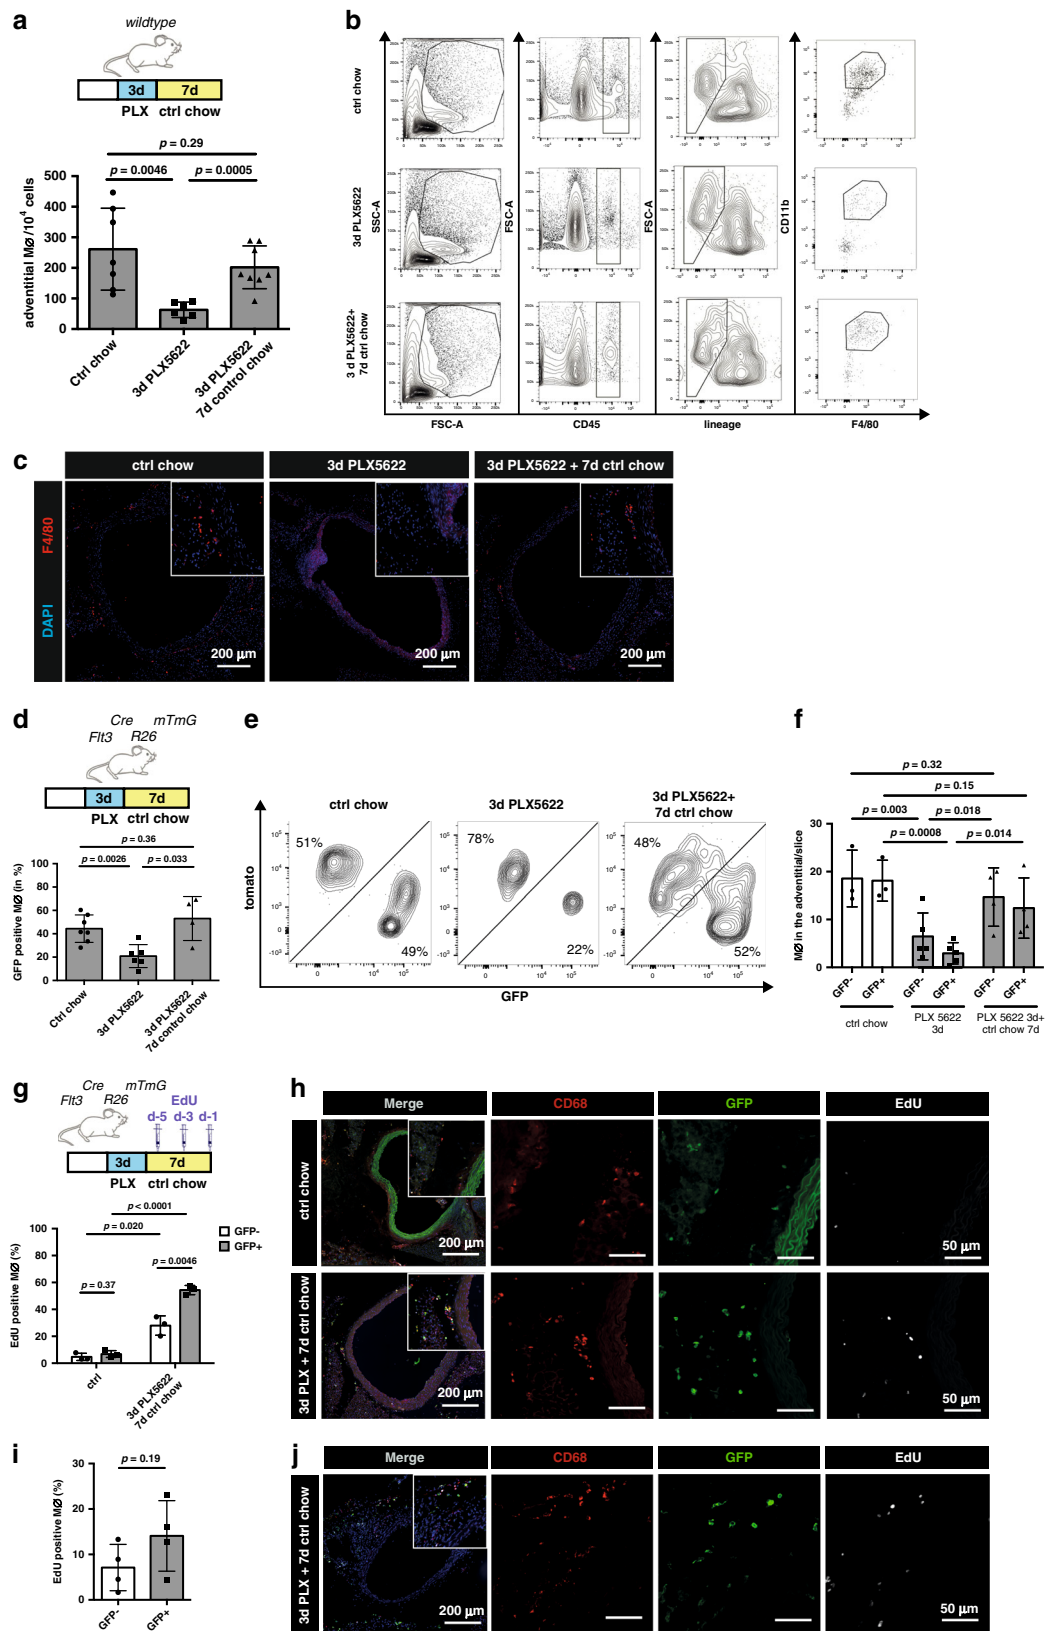 a
wildtype
3d
7d
PLX
ctrl chow
p = 0.29
p = 0.0046
p = 0.0005
adventitial MØ/10⁴ cells
500
400
300
200
100
0
Ctrl chow
3d PLX5622
3d PLX5622
7d control chow
b
ctrl chow
3d PLX5622
3 d PLX5622+
7d ctrl chow
SSC-A
FSC-A
FSC-A
CD11b
FSC-A
CD45
lineage
F4/80
c
ctrl chow
3d PLX5622
3d PLX5622 + 7d ctrl chow
F4/80
DAPI
200 µm
200 µm
200 µm
d
Cre
mTmG
Flt3
R26
3d
7d
PLX
ctrl chow
p = 0.36
p = 0.0026
p = 0.033
GFP positive MØ (in %)
100
80
60
40
20
0
Ctrl chow
3d PLX5622
3d PLX5622
7d control chow
e
ctrl chow
3d PLX5622
3d PLX5622+
7d ctrl chow
tomato
51%
49%
78%
22%
48%
52%
GFP
f
p = 0.32
p = 0.15
p = 0.003
p = 0.018
p = 0.0008
p = 0.014
MØ in the adventitia/slice
30
20
10
0
GFP-
GFP+
GFP-
GFP+
GFP-
GFP+
ctrl chow
PLX 5622
3d
PLX 5622 3d+
ctrl chow 7d
g
Cre
mTmG
Flt3
R26
EdU
d-5
d-3
d-1
3d
7d
PLX
ctrl chow
p < 0.0001
p = 0.020
p = 0.0046
p = 0.37
GFP-
GFP+
EdU positive MØ (%)
100
80
60
40
20
0
ctrl
3d PLX5622
7d ctrl chow
h
Merge
CD68
GFP
EdU
ctrl chow
200 µm
50 µm
3d PLX + 7d ctrl chow
200 µm
50 µm
i
p = 0.19
EdU positive MØ (%)
30
20
10
0
GFP-
GFP+
j
Merge
CD68
GFP
EdU
3d PLX + 7d ctrl chow
200 µm
50 µm